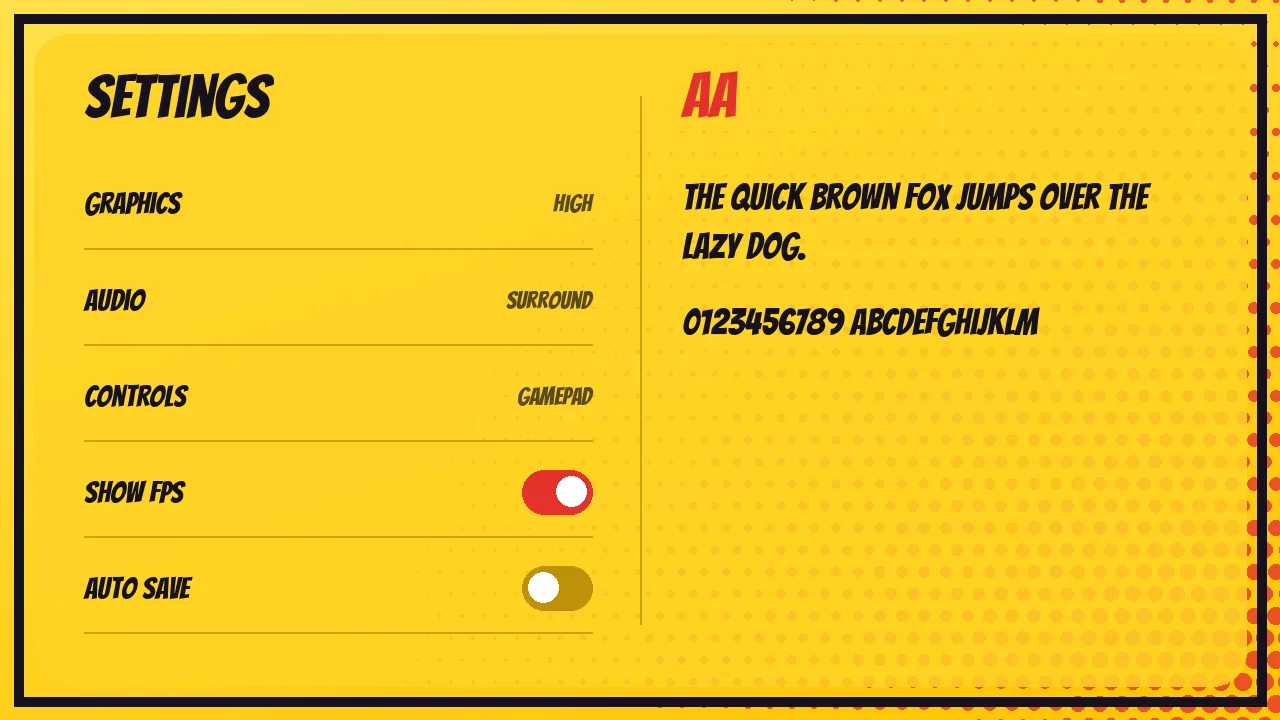 SETTINGS
GRAPHICS HIGH
AUDIO SURROUND
CONTROLS GAMEPAD
SHOW FPS
AUTO SAVE
AA
THE QUICK BROWN FOX JUMPS OVER THE
LAZY DOG.
0123456789 ABCDEFGHIJKLM